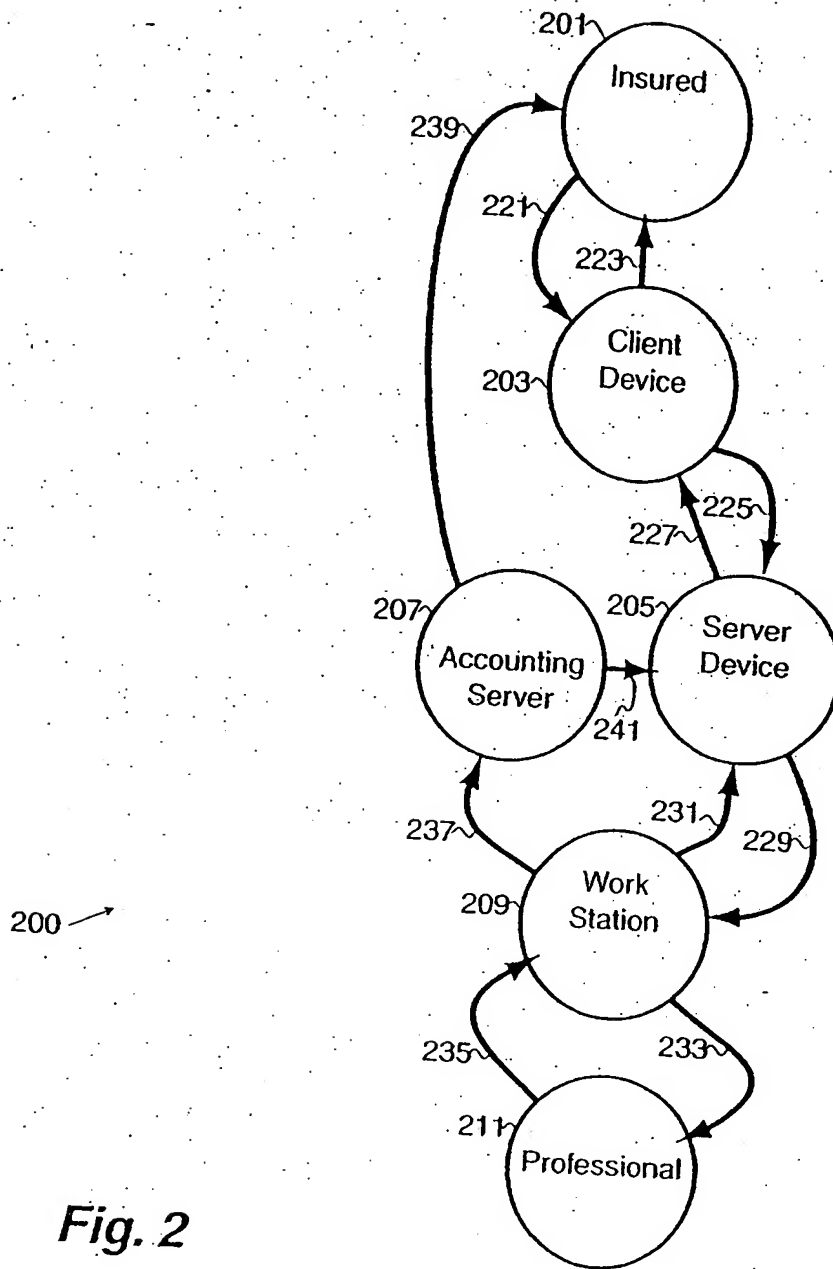 201
Insured
239
221
223
Client
Device
203
225
227
207
205
Server
Device
Accounting
Server
241
237
231
229
Work
Station
209
200
235
233
211
Professional
Fig. 2